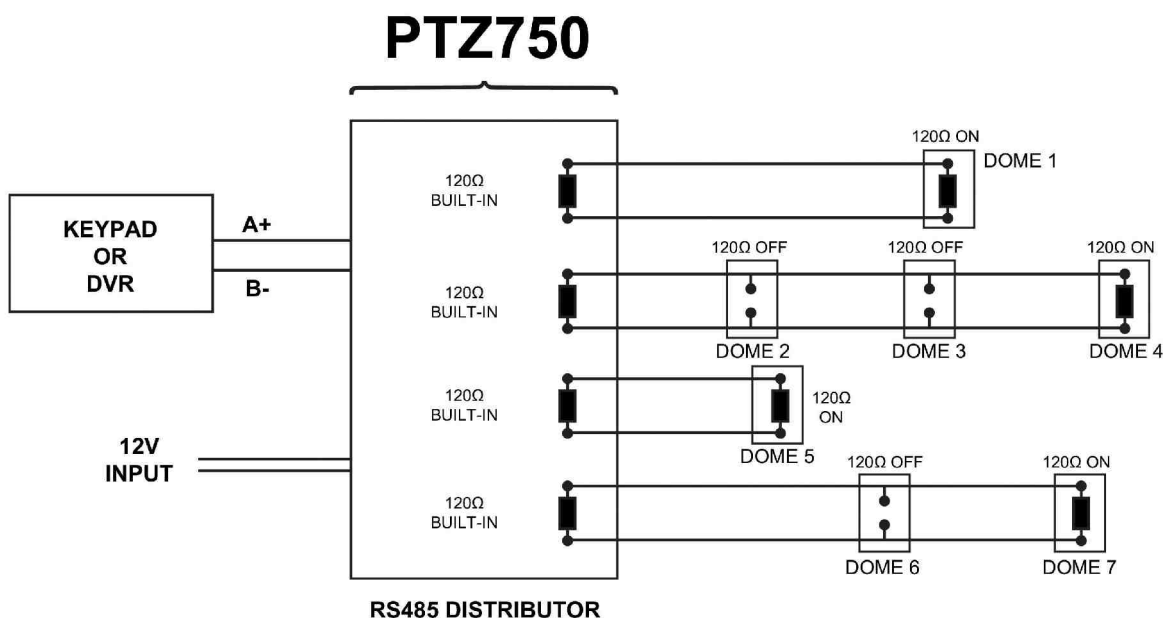 PTZ750
KEYPAD
OR
DVR
A+
B-
12V
INPUT
120Ω
BUILT-IN
120Ω ON
DOME 1
120Ω
BUILT-IN
120Ω OFF
120Ω OFF
120Ω ON
DOME 2
DOME 3
DOME 4
120Ω
BUILT-IN
120Ω
ON
DOME 5
120Ω
BUILT-IN
120Ω OFF
120Ω ON
DOME 6
DOME 7
RS485 DISTRIBUTOR